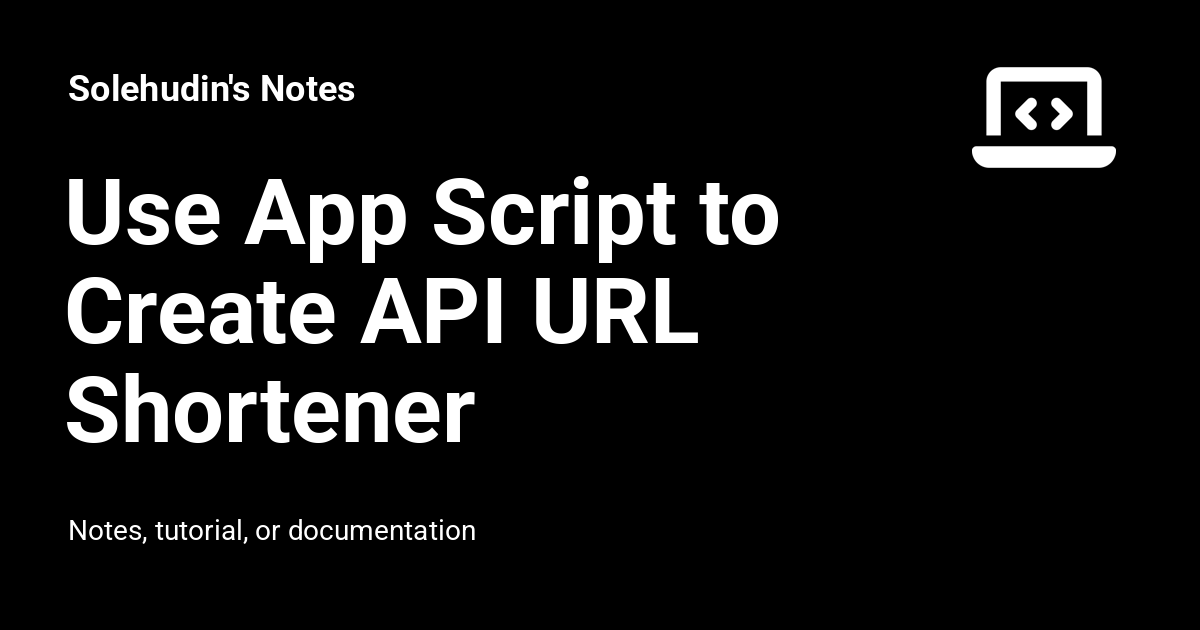 Solehudin's Notes
Use App Script to
Create API URL
Shortener
Notes, tutorial, or documentation